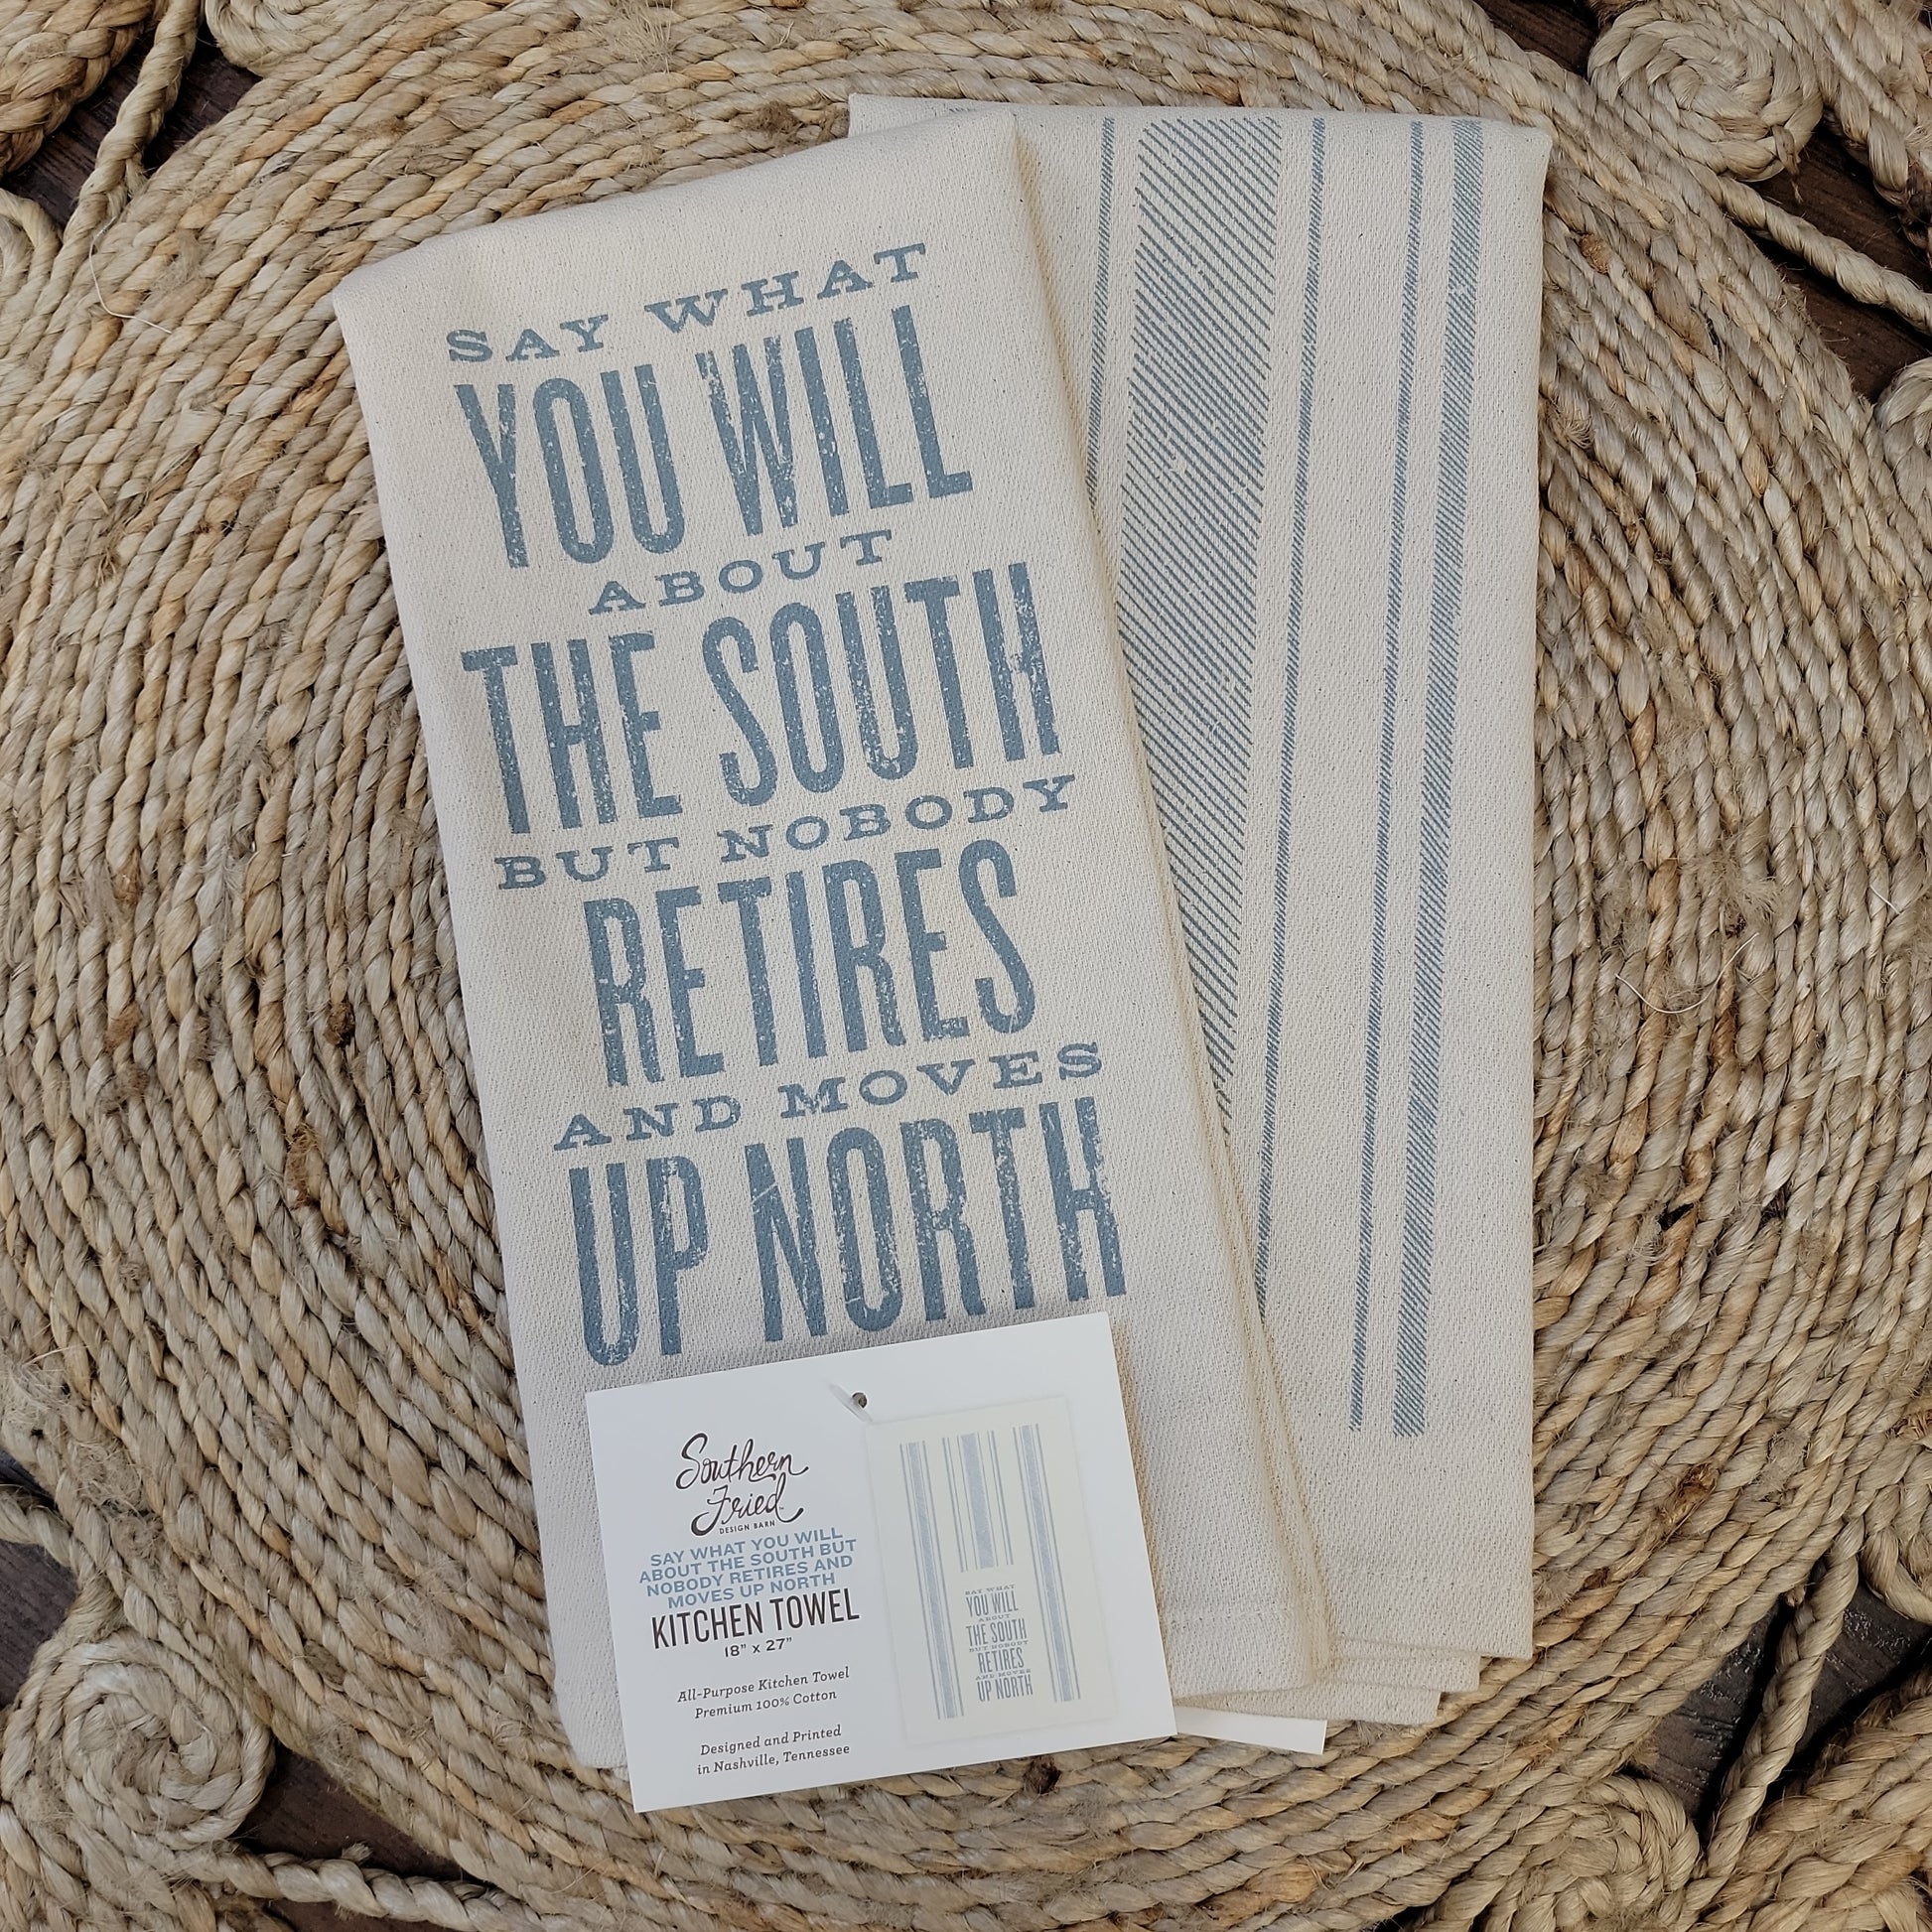 SAY WHAT
YOU WILL
ABOUT
THE SOUTH
BUT NOBODY
RETIRES
AND MOVES
UP NORTH
Southern
Fried
DESIGN BARN
SAY WHAT YOU WILL
ABOUT THE SOUTH BUT
NOBODY RETIRES AND
MOVES UP NORTH
KITCHEN TOWEL
18" x 27"
All-Purpose Kitchen Towel
Premium 100% Cotton
Designed and Printed
in Nashville, Tennessee
SAY WHAT
YOU WILL
ABOUT
THE SOUTH
BUT NOBODY
RETIRES
AND MOVES
UP NORTH